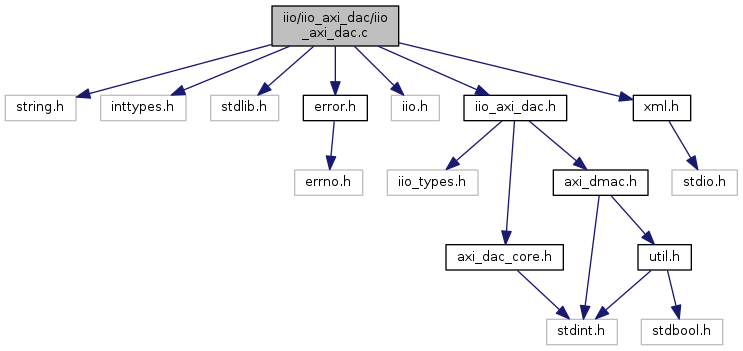 iio/iio_axi_dac/iio
_axi_dac.c
string.h
inttypes.h
stdlib.h
error.h
iio.h
iio_axi_dac.h
xml.h
errno.h
iio_types.h
axi_dmac.h
stdio.h
axi_dac_core.h
util.h
stdint.h
stdbool.h